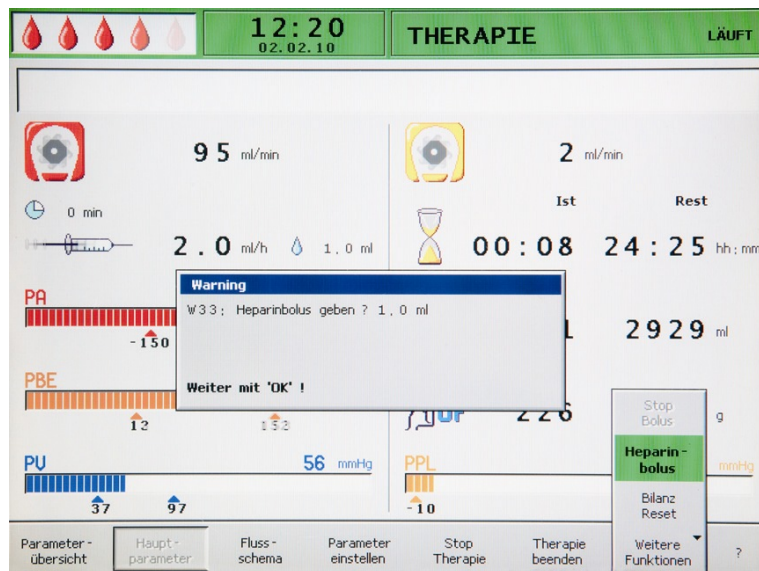 12:20
02.02.10
THERAPIE
LÄUFT
95 ml/min
2 ml/min
0 min
Ist
Rest
2.0 ml/h
1.0 ml
00:08
24:25 hh:mm
Warning
W33: Heparinbolus geben ? 1.0 ml
Weiter mit 'OK' !
PA
-150
2929 ml
PBE
12
152
UF
226
g
PV
56 mmHg
37
97
PPL
mmHg
-10
Stop
Bolus
Heparin-
bolus
Bilanz
Reset
Weitere
Funktionen
Parameter-
übersicht
Haupt-
parameter
Fluss-
schema
Parameter
einstellen
Stop
Therapie
Therapie
beenden
?